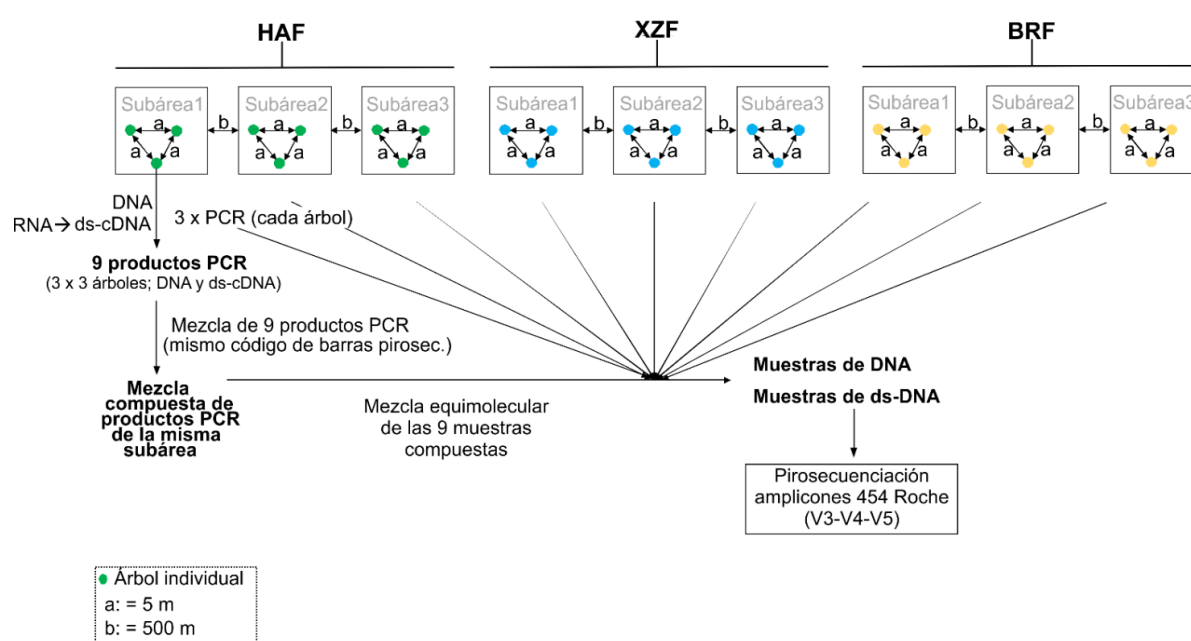 HAF
XZF
BRF
Subárea1
Subárea2
Subárea3
Subárea1
Subárea2
Subárea3
Subárea1
Subárea2
Subárea3
a
a
a
b
a
a
a
b
a
a
a
a
a
a
b
a
a
a
b
a
a
a
a
a
a
b
a
a
a
b
a
a
a
DNA
RNA→ ds-cDNA
3 x PCR (cada árbol)
9 productos PCR
(3 x 3 árboles; DNA y ds-cDNA)
Mezcla de 9 productos PCR
(mismo código de barras pirosec.)
Mezcla
compuesta de
productos PCR
de la misma
subárea
Mezcla equimolecular
de las 9 muestras
compuestas
Muestras de DNA
Muestras de ds-DNA
Pirosecuenciación
amplicones 454 Roche
(V3-V4-V5)
Árbol individual
a: = 5 m
b: = 500 m